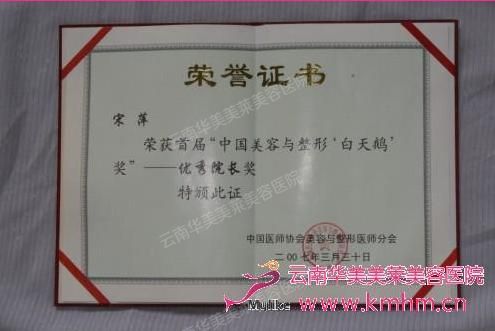 荣誉证书
宋萍
荣获首届“中国美容与整形‘白天鹅’
奖”——优秀院长奖
特颁此证
中国医师协会美容与整形医师分会
二00七年三月三十日
云南华美美莱美容医院
云南华美美莱美容医院
Mylike
云南华美美莱美容医院
www.kmhm.cn